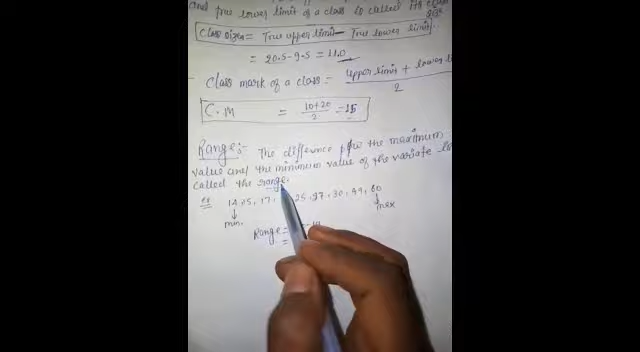 and true lower limit of a class is called its class
size
Class size = True upper limit - True lower limit
= 20.5-9.5 = 11.0
- Class mark of a class = upper limit + lower
2
C.M = 10+20 = 15
2
Range:- The difference b/w the maximum
value and the minimum value of the variate is
called the range.
ex 14, 15, 17, 25, 27, 30, 49, 60
min. max
Range =
=